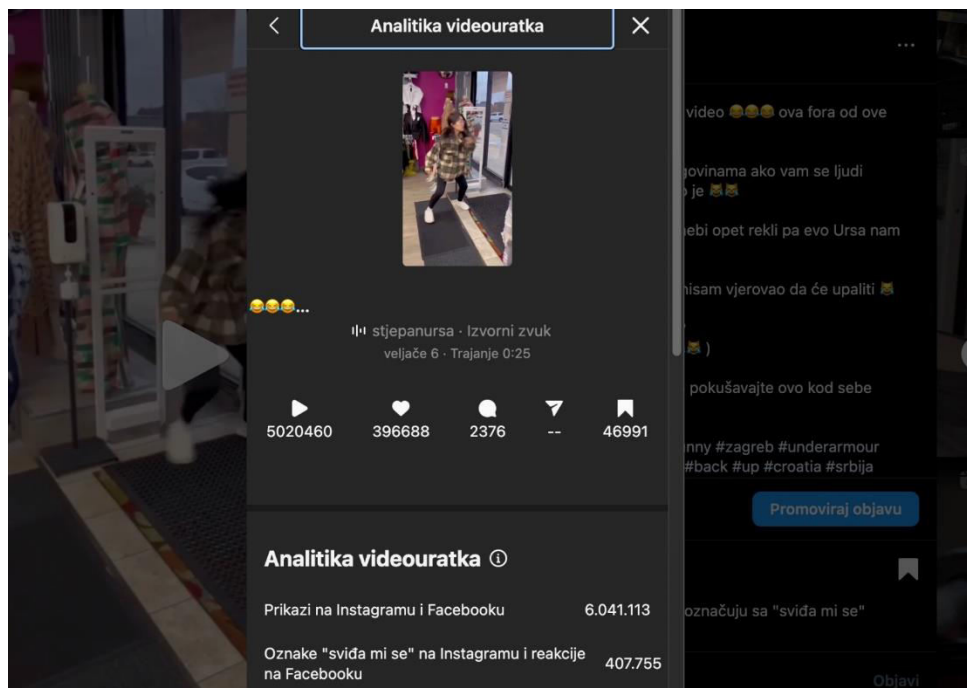 Analitika videouratka
😂😂😂...
stjepanursa · Izvorni zvuk
veljače 6 · Trajanje 0:25
5020460 396688 2376 -- 46991
Analitika videouratka
Prikazi na Instagramu i Facebooku 6.041.113
Oznake "sviđa mi se" na Instagramu i reakcije 407.755
na Facebooku
video 😂😂😂 ova fora od ove
ako vam se ljudi
je 😹😹
opet rekli pa evo Ursa nam
nisam vjerovao da će upaliti 😹
😹 )
pokušavajte ovo kod sebe
#zagreb #underarmour
#back #up #croatia #srbija
Promoviraj objavu
označuju sa "sviđa mi se"
Objavi